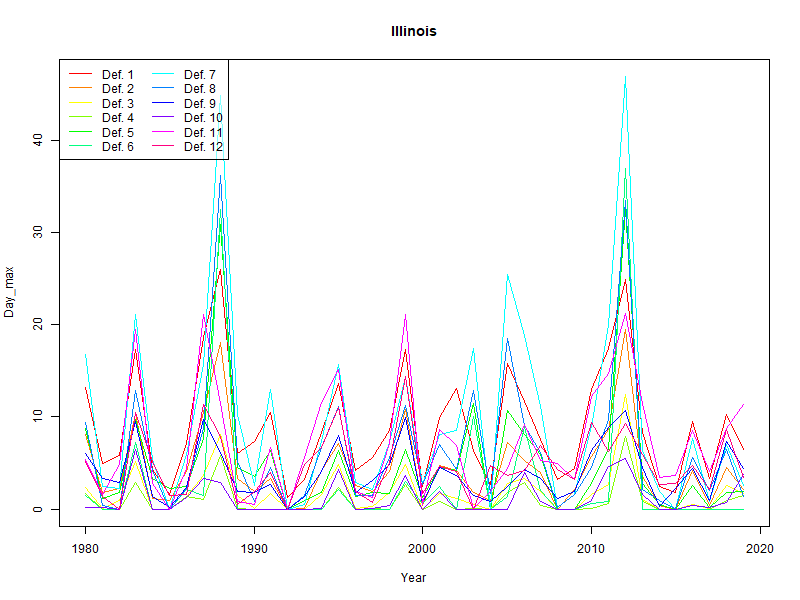 Illinois
Def. 1 Def. 7
Def. 2 Def. 8
Def. 3 Def. 9
Def. 4 Def. 10
Def. 5 Def. 11
Def. 6 Def. 12
40
30
20
10
0
Day_max
1980 1990 2000 2010 2020
Year